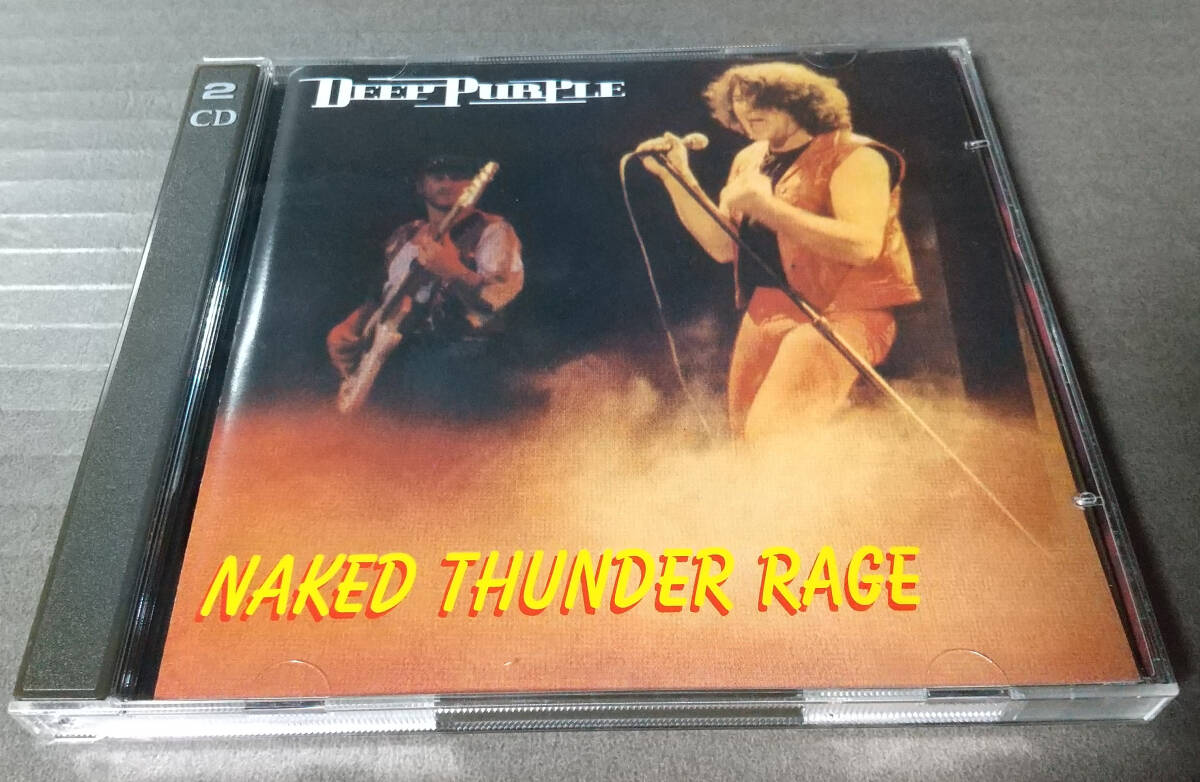 2
CD
DEEP PURPLE
NAKED THUNDER RAGE